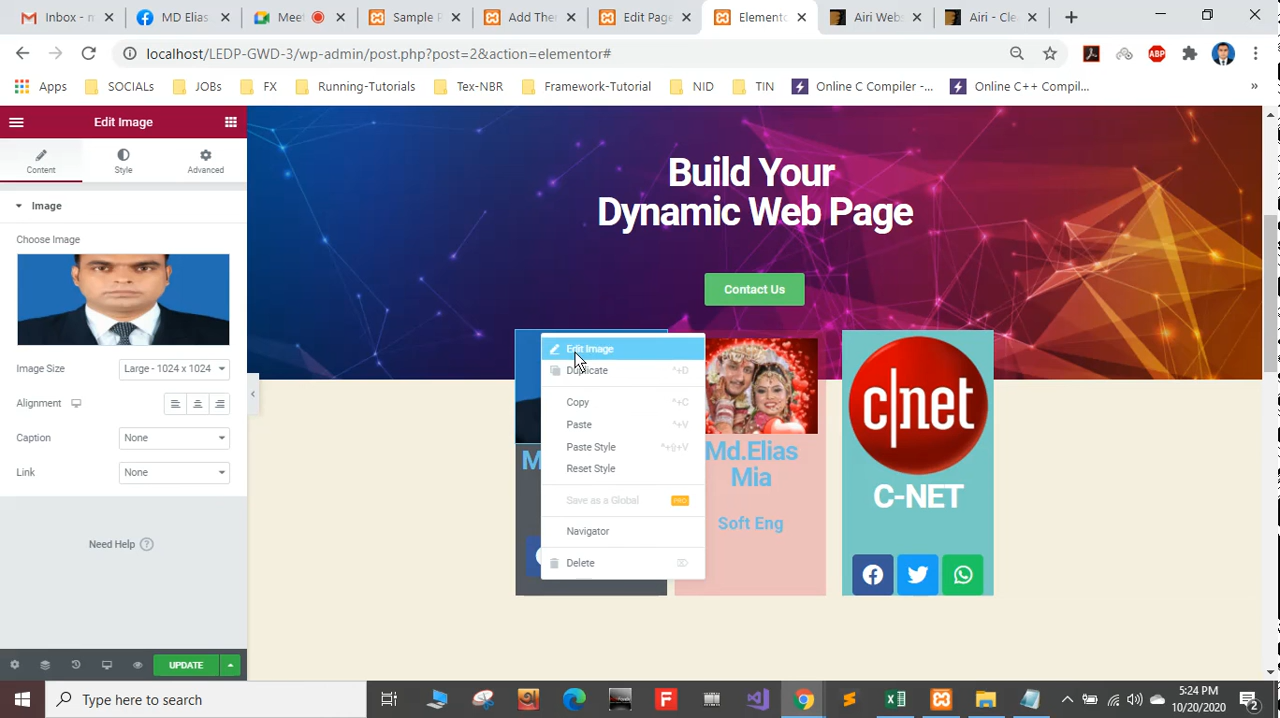 Inbox - n
MD Elias
Meet
Sample P
Add Ther
Edit Page
Elemento
Airi Webs
Airi - Cle
localhost/LEDP-GWD-3/wp-admin/post.php?post=2&action=elementor#
ABP
Apps
SOCIALs
JOBs
FX
Running-Tutorials
Tex-NBR
Framework-Tutorial
NID
TIN
Online C Compiler -...
Online C++ Compil...
»
Edit Image
Content
Style
Advanced
Image
Choose Image
Image Size
Large - 1024 x 1024
Alignment
Caption
None
Link
None
Need Help ?
UPDATE
Build Your
Dynamic Web Page
Contact Us
Edit Image
Duplicate ^+D
Copy ^+C
Paste ^+V
Paste Style ^+⇧+V
Reset Style
Save as a Global PRO
Navigator
Delete
M
Md.Elias
Mia
Soft Eng
c|net
C-NET
Type here to search
5:24 PM
10/20/2020
2